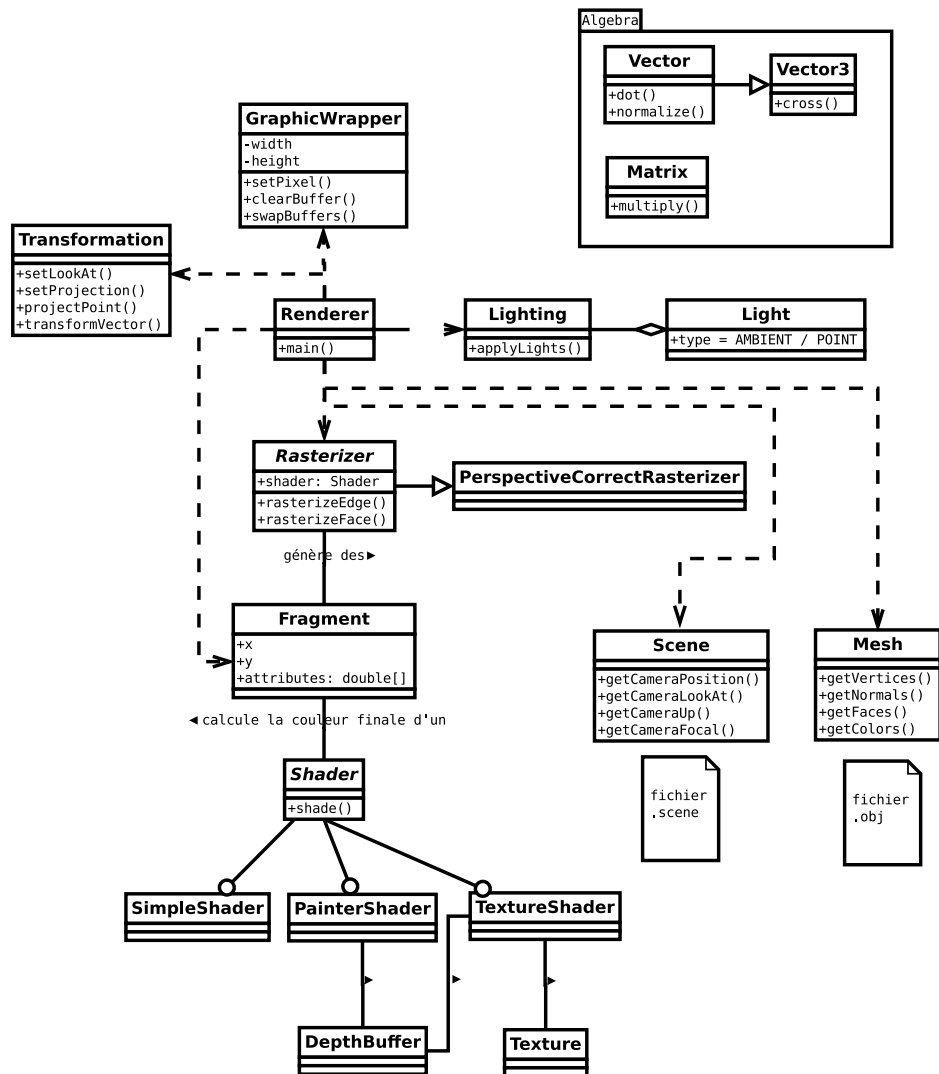 Algebra
Vector
+dot()
+normalize()
Vector3
+cross()
Matrix
+multiply()
GraphicWrapper
-width
-height
+setPixel()
+clearBuffer()
+swapBuffers()
Transformation
+setLookAt()
+setProjection()
+projectPoint()
+transformVector()
Renderer
+main()
Lighting
+applyLights()
Light
+type = AMBIENT / POINT
Rasterizer
+shader: Shader
+rasterizeEdge()
+rasterizeFace()
PerspectiveCorrectRasterizer
génère des ►
Fragment
+x
+y
+attributes: double[]
◄ calcule la couleur finale d'un
Scene
+getCameraPosition()
+getCameraLookAt()
+getCameraUp()
+getCameraFocal()
Mesh
+getVertices()
+getNormals()
+getFaces()
+getColors()
fichier
.scene
fichier
.obj
Shader
+shade()
SimpleShader
PainterShader
TextureShader
DepthBuffer
Texture